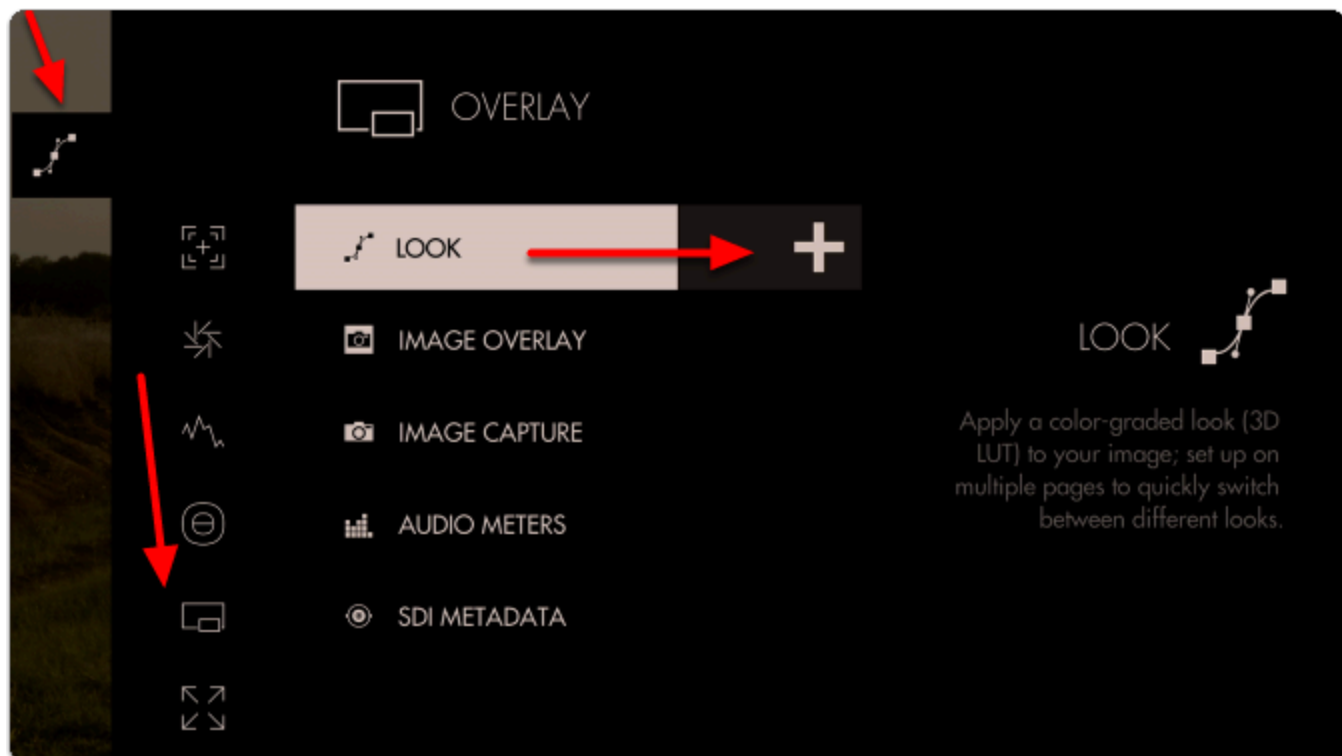 OVERLAY
LOOK
IMAGE OVERLAY
IMAGE CAPTURE
AUDIO METERS
SDI METADATA
LOOK
Apply a color-graded look (3D
LUT) to your image; set up on
multiple pages to quickly switch
between different looks.